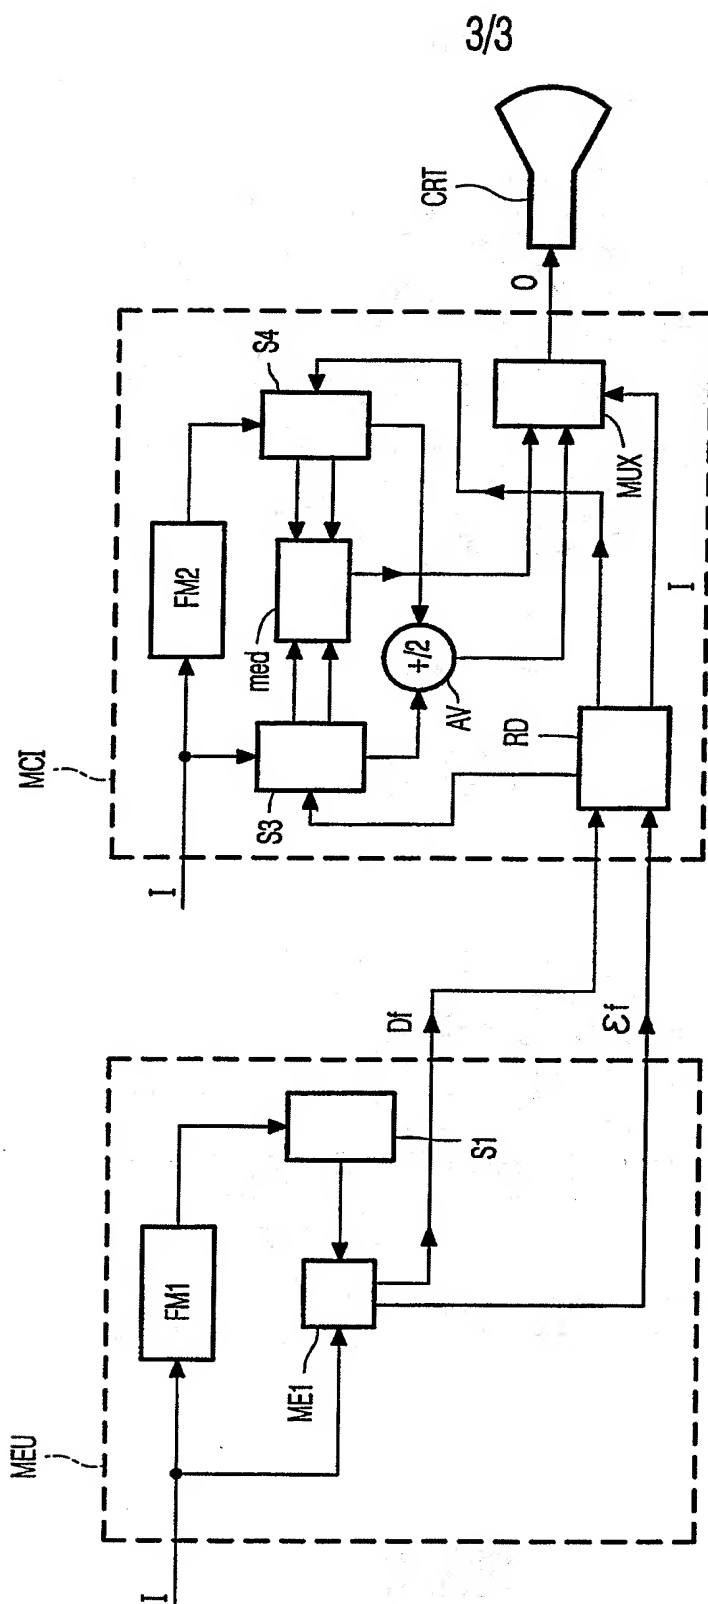 3/3
MEU
I
FM1
S1
ME1
Df
εf
MCI
I
FM2
S4
med
S3
+/2
AV
RD
I
MUX
O
CRT